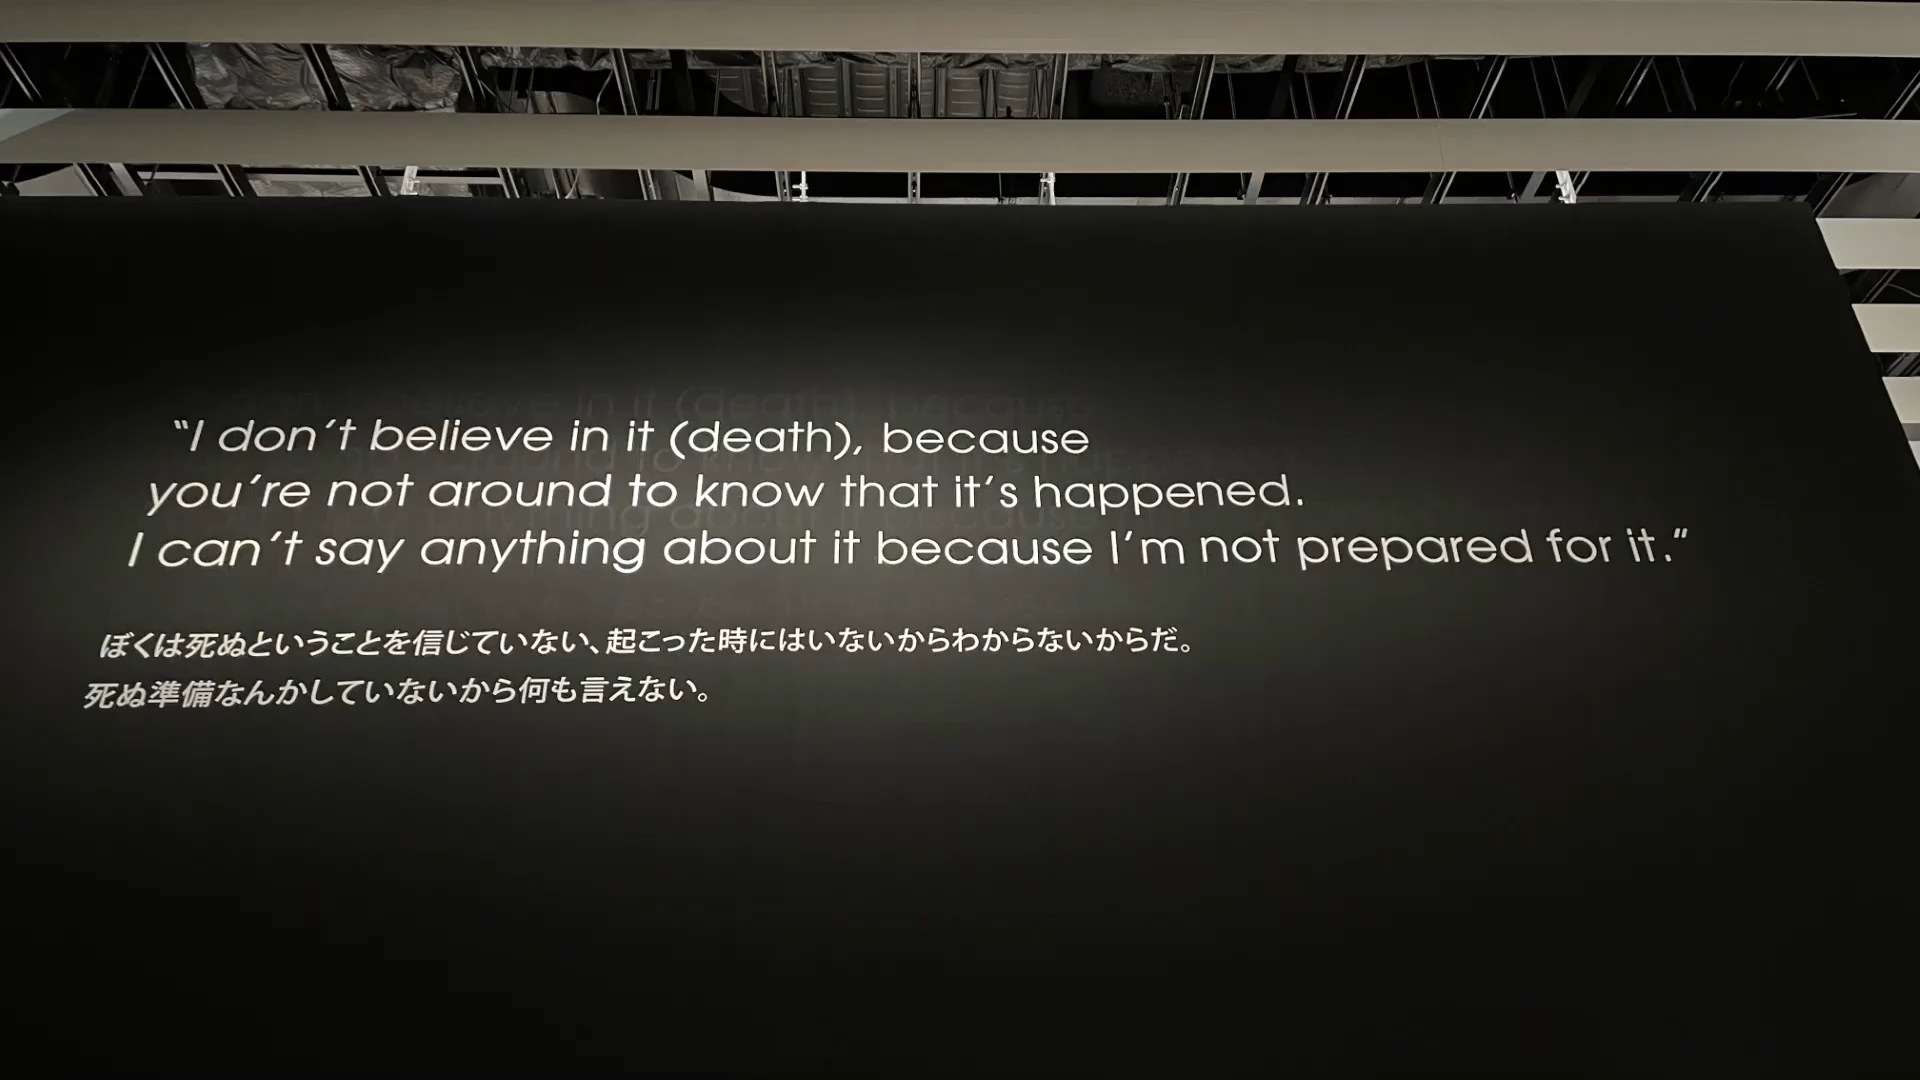 “I don’t believe in it (death), because
you’re not around to know that it’s happened.
I can’t say anything about it because I’m not prepared for it.”
ぼくは死ぬということを信じていない、起こった時にはいないからわからないからだ。
死ぬ準備なんかしていないから何も言えない。